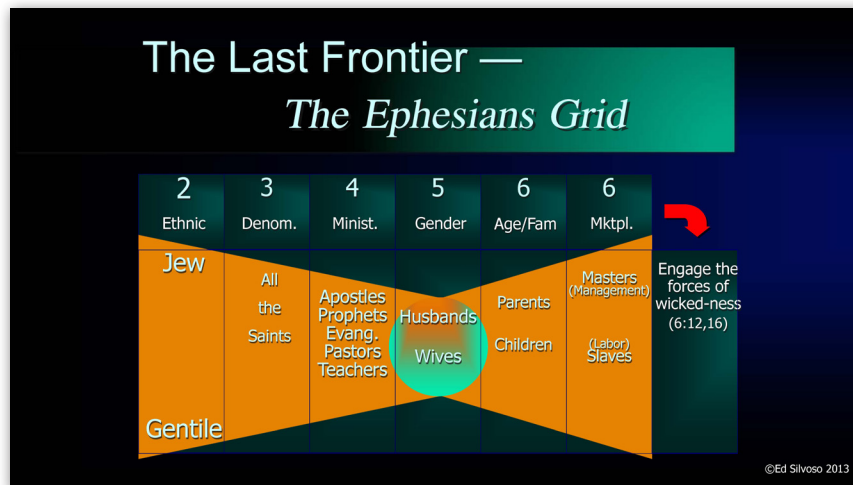 The Last Frontier —
The Ephesians Grid
2 3 4 5 6 6
Ethnic Denom. Minist. Gender Age/Fam Mktpl.
Jew
Gentile
All
the
Saints
Apostles
Prophets
Evang.
Pastors
Teachers
Husbands
Wives
Parents
Children
Masters
(Management)
(Labor)
Slaves
Engage the
forces of
wicked-ness
(6:12,16)
©Ed Silvoso 2013